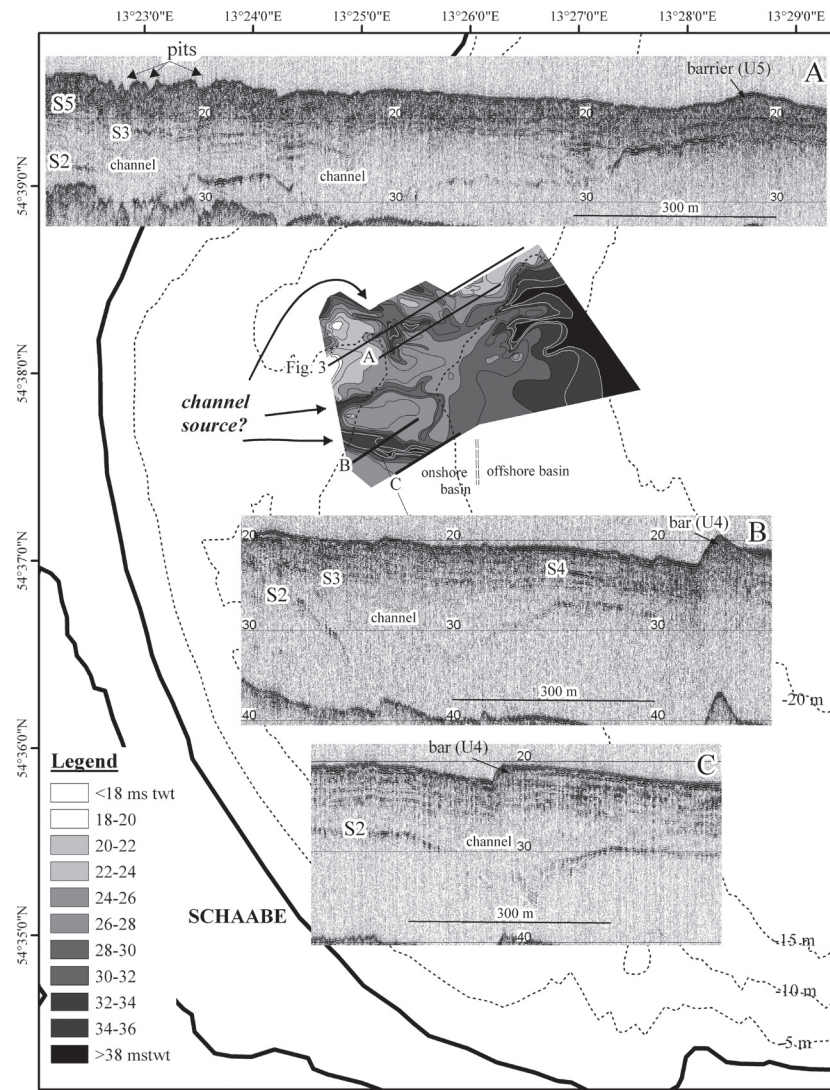 13°23'0"E 13°24'0"E 13°25'0"E 13°26'0"E 13°27'0"E 13°28'0"E 13°29'0"E
pits
barrier (U5)
A
S5
20 20 20 20
S3
S2
channel
channel
30 30 30 30
300 m
54°39'0"N
54°38'0"N
54°37'0"N
54°36'0"N
54°35'0"N
Fig. 3
A
channel
source?
B
C
onshore
basin
offshore basin
bar (U4)
B
20 20 20
S3
S4
S2
channel
30 30 30
300 m
40 40 40
-20 m
bar (U4)
20
C
S2
channel
30
300 m
40
Legend
<18 ms twt
18-20
20-22
22-24
24-26
26-28
28-30
30-32
32-34
34-36
>38 mstwt
SCHAABE
-15 m
-10 m
-5 m